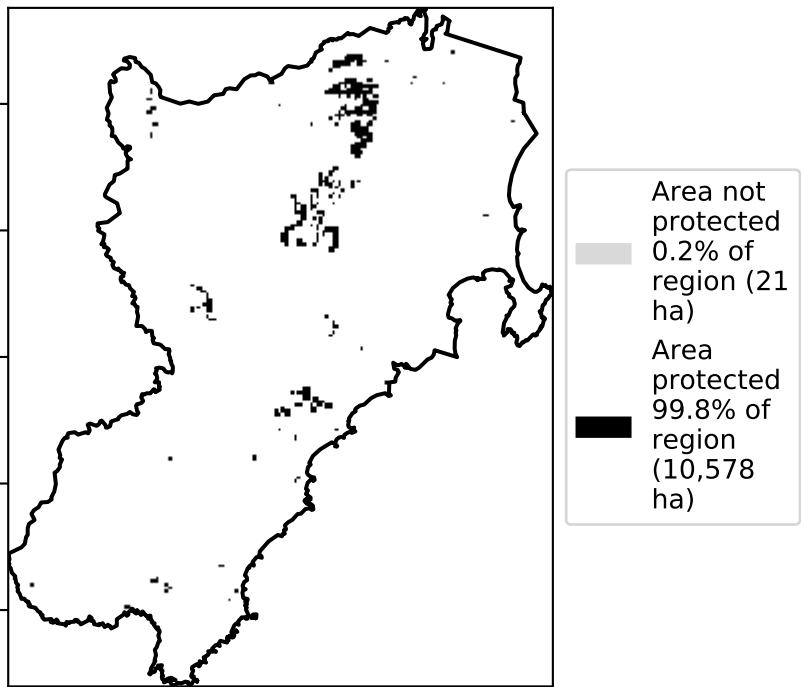 Area not
protected
0.2% of
region (21
ha)
Area
protected
99.8% of
region
(10,578
ha)